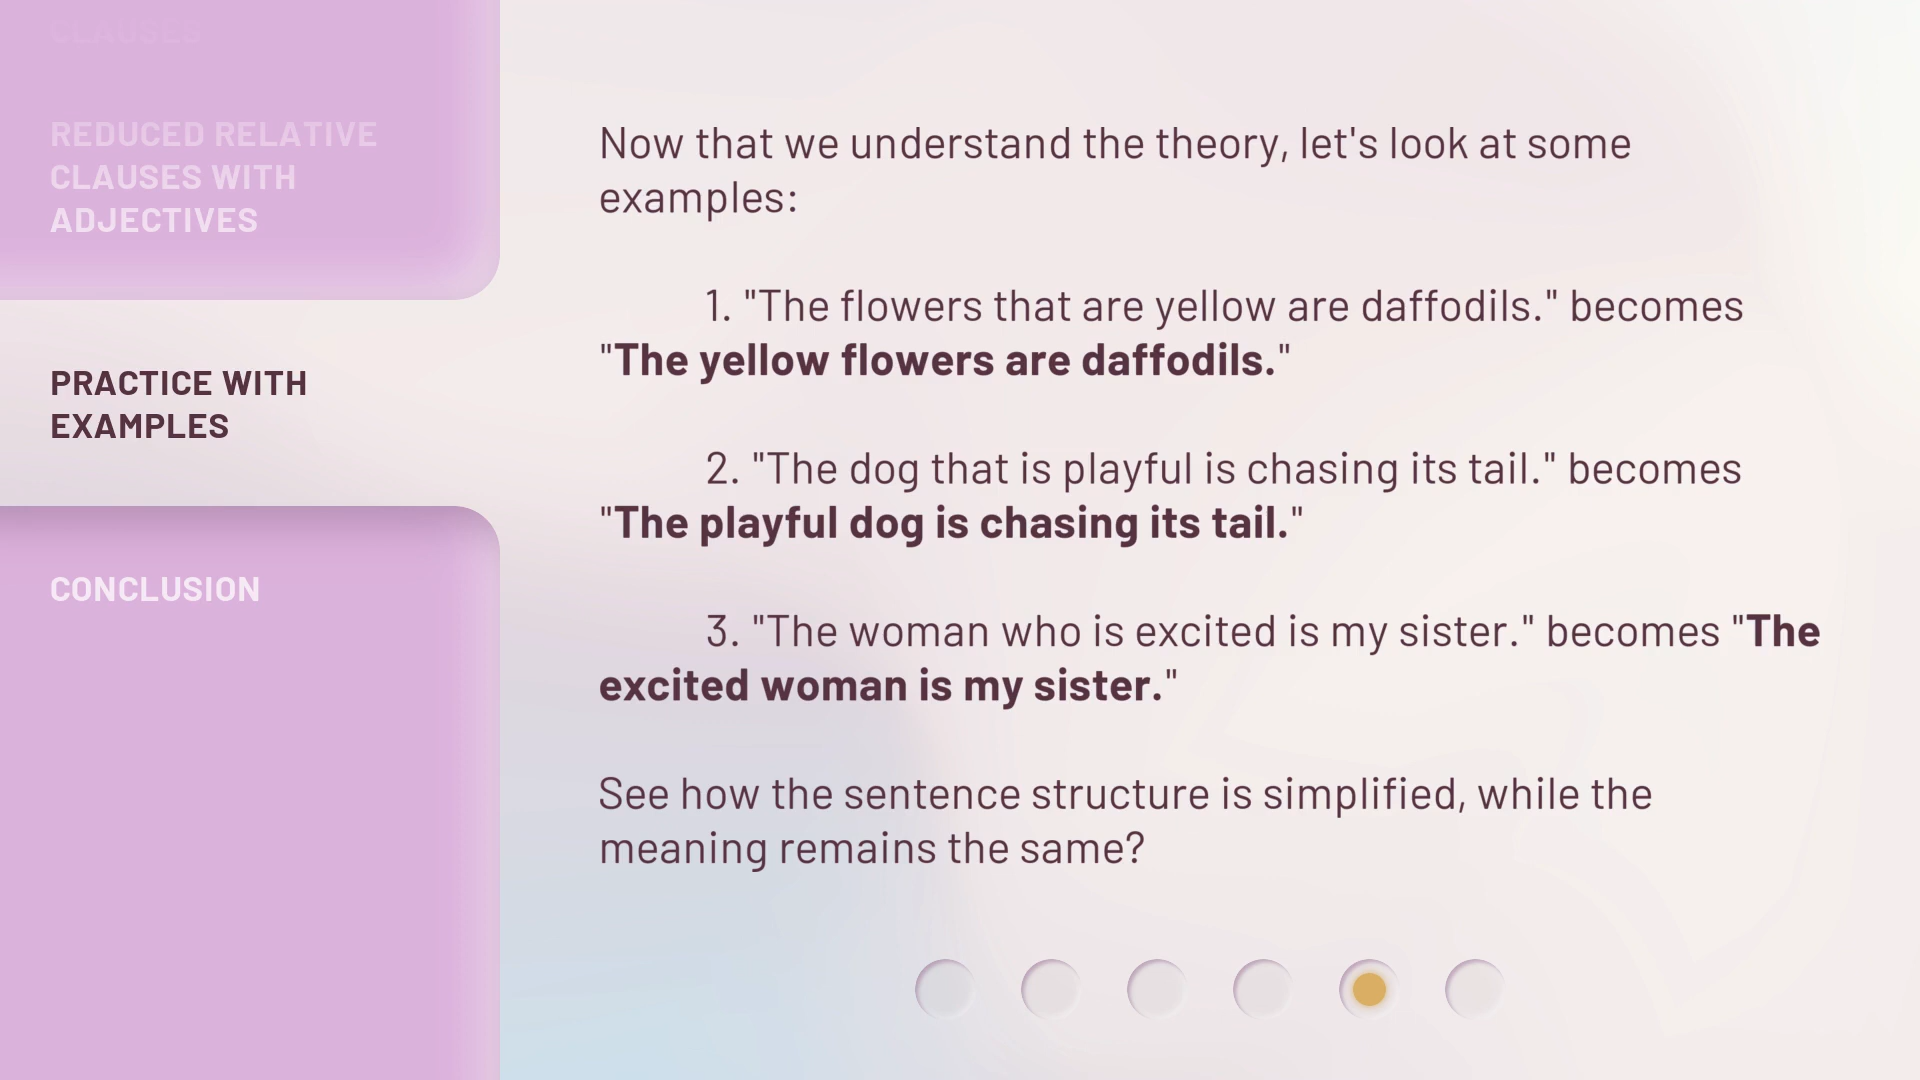 CLAUSES
REDUCED RELATIVE
CLAUSES WITH
ADJECTIVES
PRACTICE WITH
EXAMPLES
CONCLUSION
Now that we understand the theory, let's look at some
examples:
1. "The flowers that are yellow are daffodils." becomes
"The yellow flowers are daffodils."
2. "The dog that is playful is chasing its tail." becomes
"The playful dog is chasing its tail."
3. "The woman who is excited is my sister." becomes "The
excited woman is my sister."
See how the sentence structure is simplified, while the
meaning remains the same?